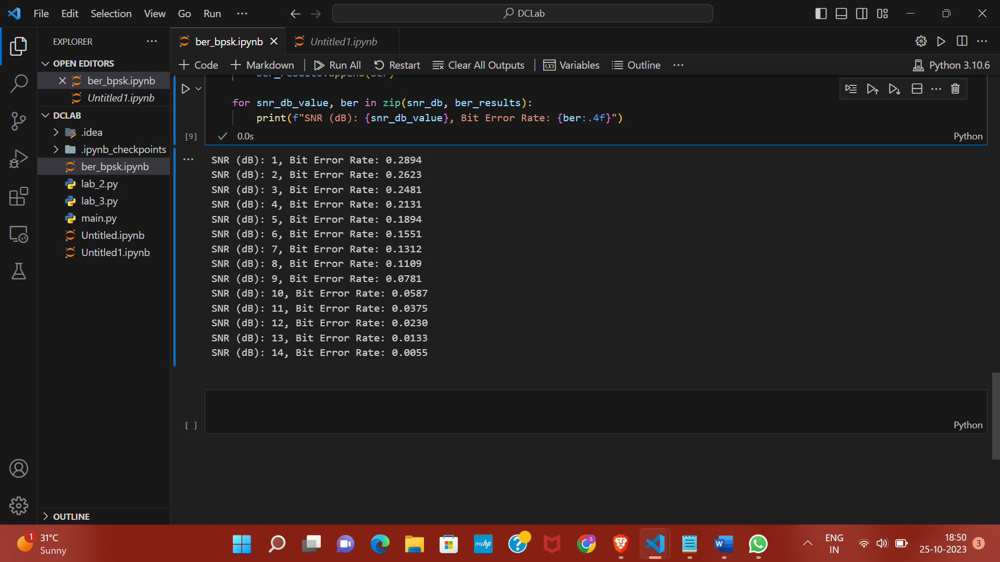 File Edit Selection View Go Run ···
DCLab
EXPLORER
OPEN EDITORS
ber_bpsk.ipynb
Untitled1.ipynb
DCLAB
.idea
.ipynb_checkpoints
ber_bpsk.ipynb
lab_2.py
lab_3.py
main.py
Untitled.ipynb
Untitled1.ipynb
OUTLINE
ber_bpsk.ipynb Untitled1.ipynb
Code Markdown Run All Restart Clear All Outputs Variables Outline ··· Python 3.10.6
ber_results.append(ber)
for snr_db_value, ber in zip(snr_db, ber_results):
print(f"SNR (dB): {snr_db_value}, Bit Error Rate: {ber:.4f}")
[9] 0.0s Python
SNR (dB): 1, Bit Error Rate: 0.2894
SNR (dB): 2, Bit Error Rate: 0.2623
SNR (dB): 3, Bit Error Rate: 0.2481
SNR (dB): 4, Bit Error Rate: 0.2131
SNR (dB): 5, Bit Error Rate: 0.1894
SNR (dB): 6, Bit Error Rate: 0.1551
SNR (dB): 7, Bit Error Rate: 0.1312
SNR (dB): 8, Bit Error Rate: 0.1109
SNR (dB): 9, Bit Error Rate: 0.0781
SNR (dB): 10, Bit Error Rate: 0.0587
SNR (dB): 11, Bit Error Rate: 0.0375
SNR (dB): 12, Bit Error Rate: 0.0230
SNR (dB): 13, Bit Error Rate: 0.0133
SNR (dB): 14, Bit Error Rate: 0.0055
[ ] Python
1 31°C
Sunny
myhp
S
W
ENG
IN
18:50
25-10-2023
3